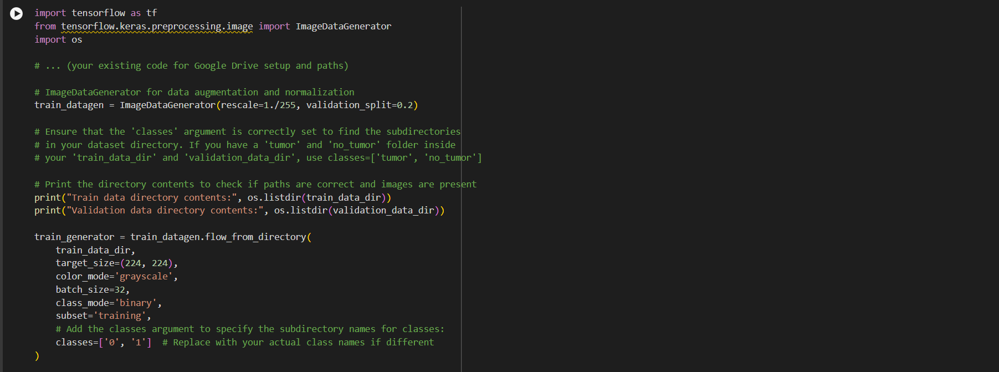 import tensorflow as tf
from tensorflow.keras.preprocessing.image import ImageDataGenerator
import os
# ... (your existing code for Google Drive setup and paths)
# ImageDataGenerator for data augmentation and normalization
train_datagen = ImageDataGenerator(rescale=1./255, validation_split=0.2)
# Ensure that the 'classes' argument is correctly set to find the subdirectories
# in your dataset directory. If you have a 'tumor' and 'no_tumor' folder inside
# your 'train_data_dir' and 'validation_data_dir', use classes=['tumor', 'no_tumor']
# Print the directory contents to check if paths are correct and images are present
print("Train data directory contents:", os.listdir(train_data_dir))
print("Validation data directory contents:", os.listdir(validation_data_dir))
train_generator = train_datagen.flow_from_directory(
    train_data_dir,
    target_size=(224, 224),
    color_mode='grayscale',
    batch_size=32,
    class_mode='binary',
    subset='training',
    # Add the classes argument to specify the subdirectory names for classes:
    classes=['0', '1']  # Replace with your actual class names if different
)